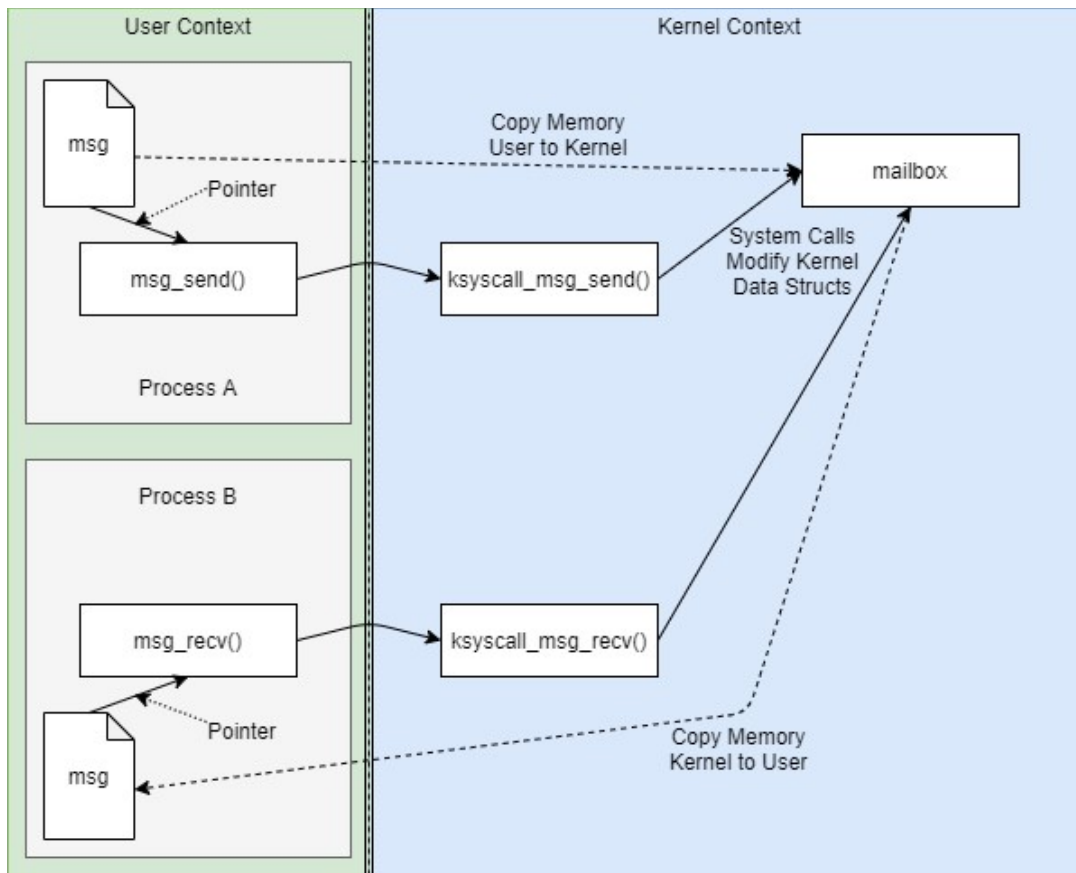 User Context
Kernel Context
msg
Copy Memory
User to Kernel
mailbox
Pointer
msg_send()
ksyscall_msg_send()
System Calls
Modify Kernel
Data Structs
Process A
Process B
msg_recv()
ksyscall_msg_recv()
Pointer
msg
Copy Memory
Kernel to User